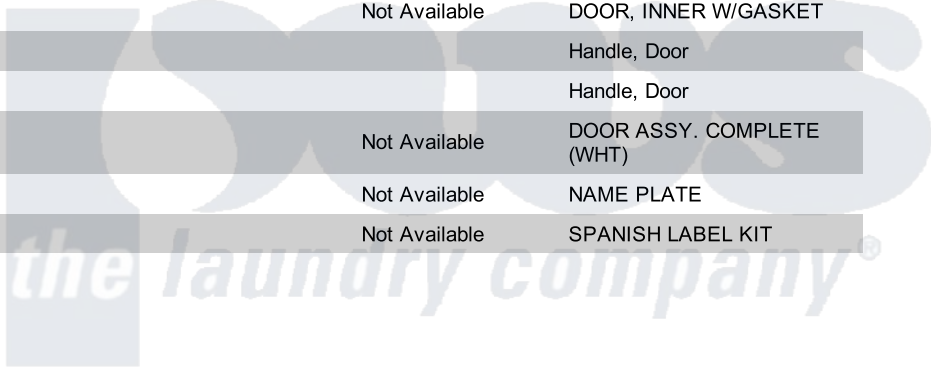 Not Available DOOR, INNER W/GASKET
Handle, Door
Handle, Door
Not Available DOOR ASSY. COMPLETE
(WHT)
Not Available NAME PLATE
Not Available SPANISH LABEL KIT
the laundry company®